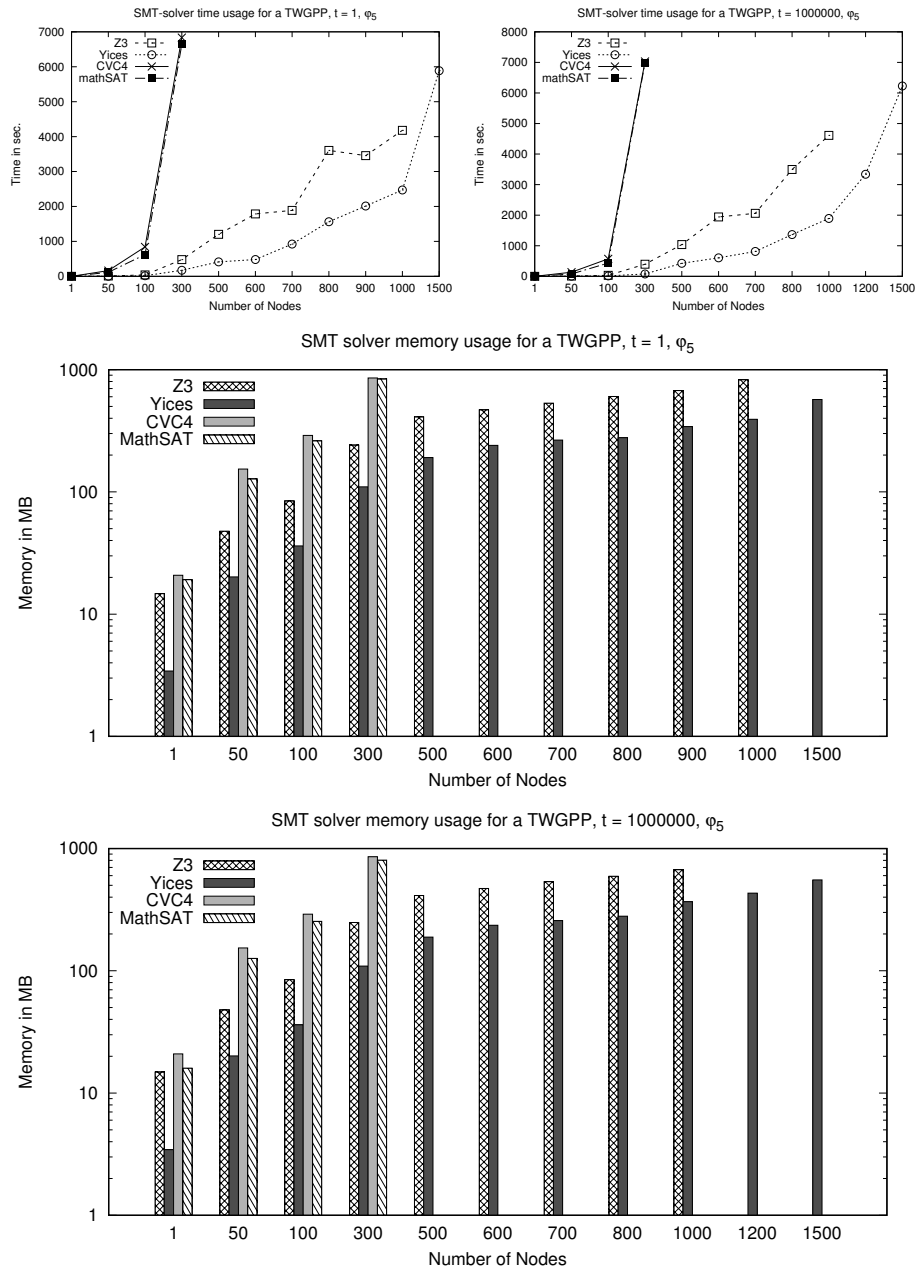 SMT-solver time usage for a TWGPP, t = 1, φ5
7000
6000
5000
4000
3000
2000
1000
0
Time in sec.
Z3
Yices
CVC4
mathSAT
1 50 100 300 500 600 700 800 900 1000 1500
Number of Nodes
SMT-solver time usage for a TWGPP, t = 1000000, φ5
8000
7000
6000
5000
4000
3000
2000
1000
0
Time in sec.
Z3
Yices
CVC4
mathSAT
1 50 100 300 500 600 700 800 1000 1200 1500
Number of Nodes
SMT solver memory usage for a TWGPP, t = 1, φ5
1000
100
10
1
Memory in MB
Z3
Yices
CVC4
MathSAT
1 50 100 300 500 600 700 800 900 1000 1500
Number of Nodes
SMT solver memory usage for a TWGPP, t = 1000000, φ5
1000
100
10
1
Memory in MB
Z3
Yices
CVC4
MathSAT
1 50 100 300 500 600 700 800 1000 1200 1500
Number of Nodes